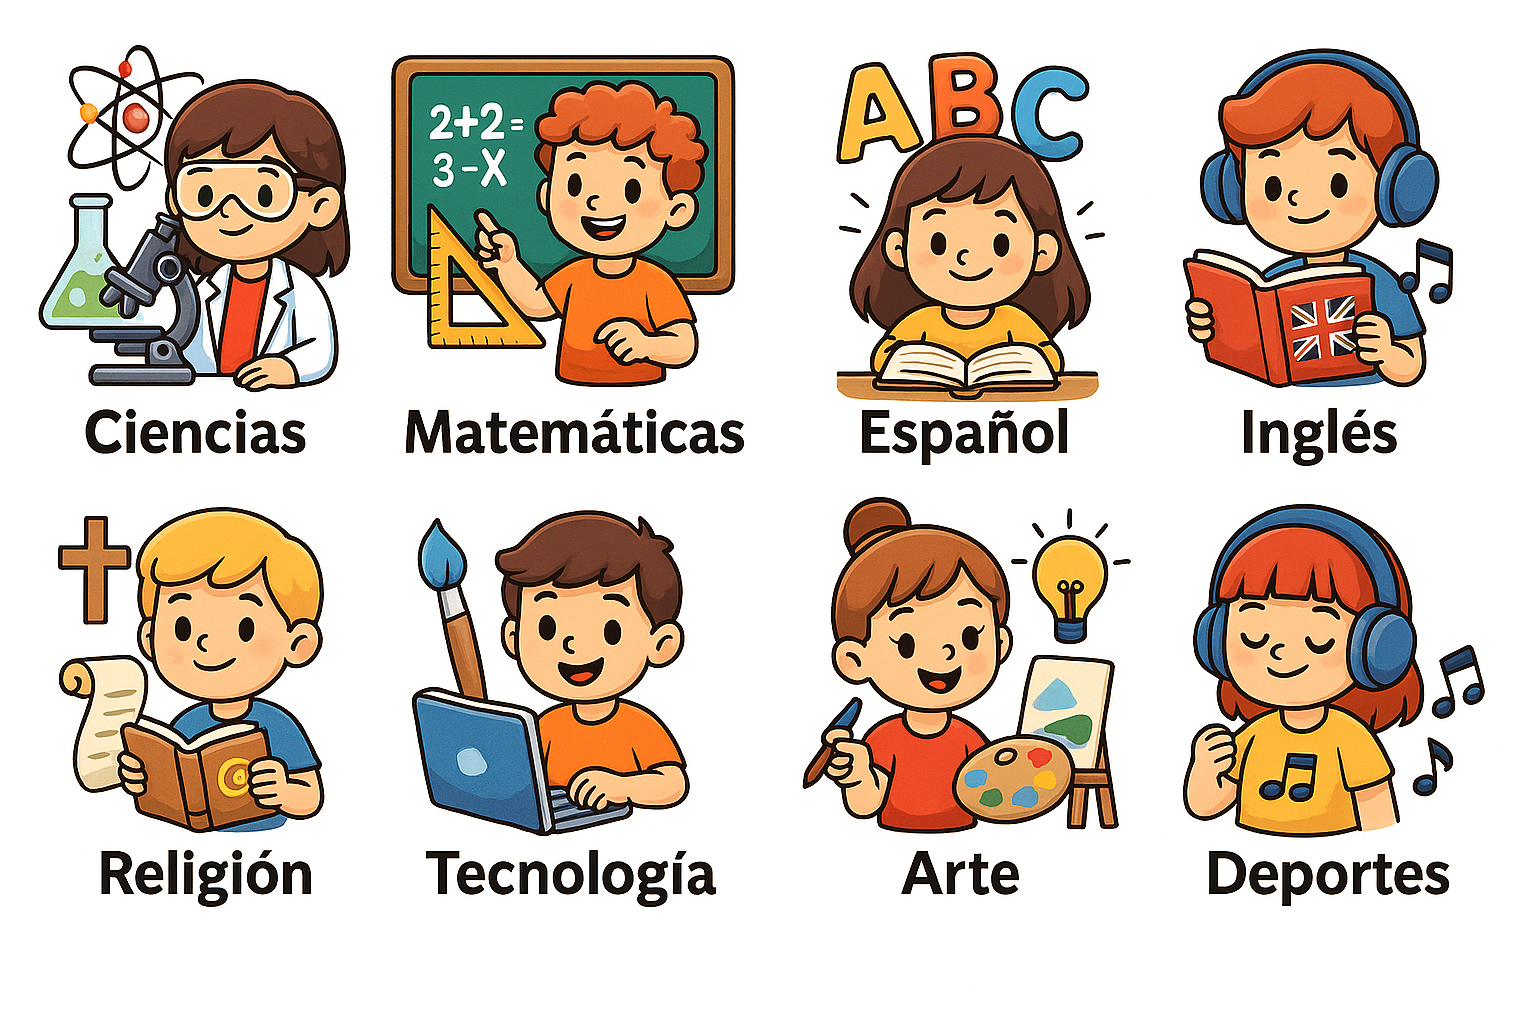 2+2=
3-X
ABC
Ciencias
Matemáticas
Español
Inglés
Religión
Tecnología
Arte
Deportes